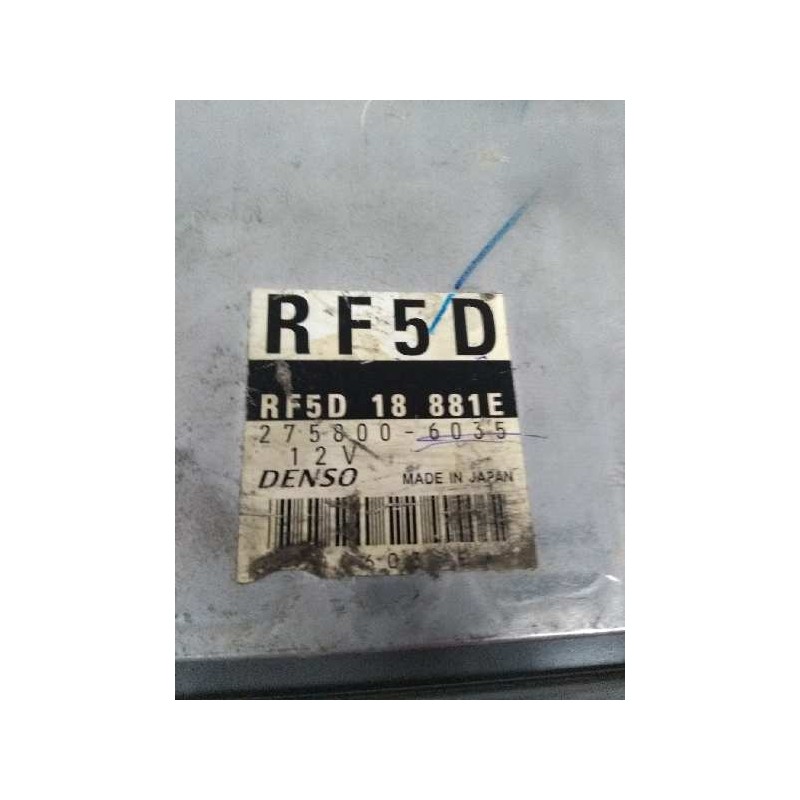 RF5D
RF5D 18 881E
275800-6035
12V
DENSO MADE IN JAPAN